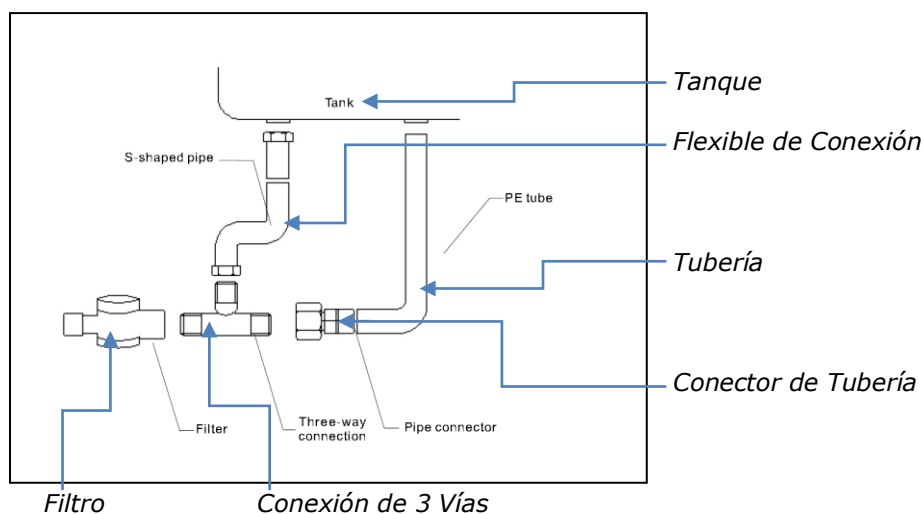 Tanque
Tank
Flexible de Conexión
S-shaped pipe
PE tube
Tubería
Conector de Tubería
Filter
Three-way
connection
Pipe connector
Filtro
Conexión de 3 Vías